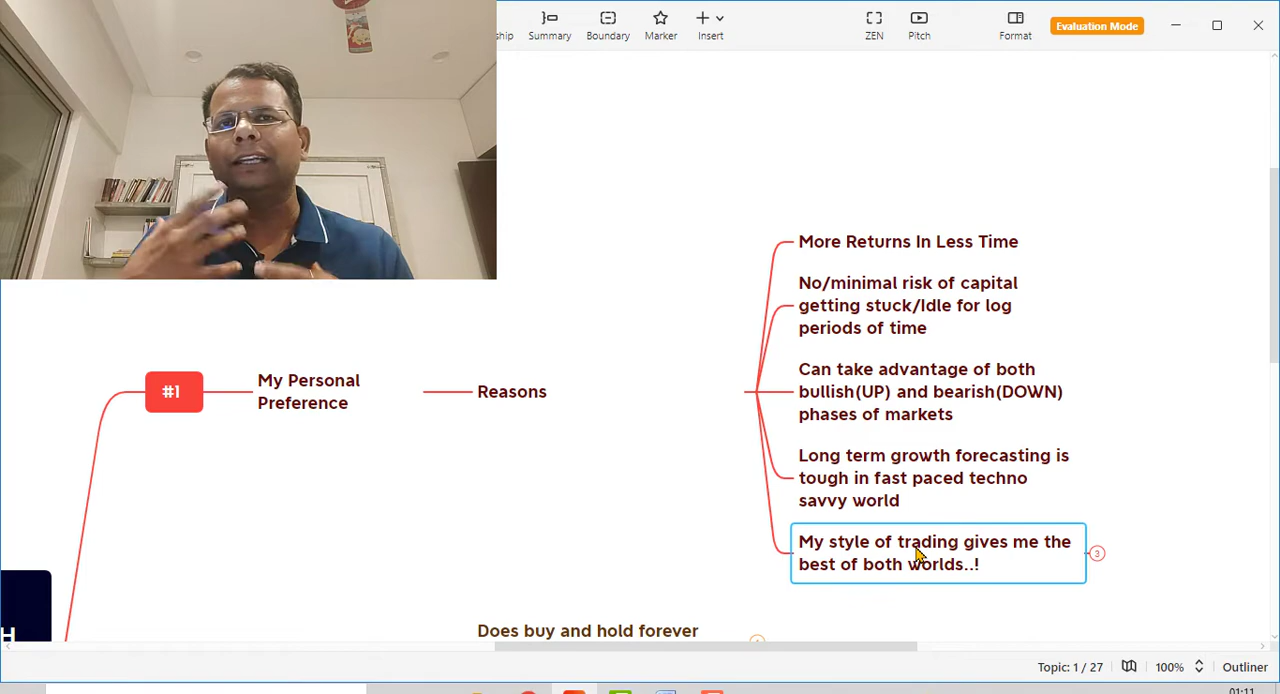 ship
Summary
Boundary
Marker
Insert
ZEN
Pitch
Format
Evaluation Mode
More Returns In Less Time
No/minimal risk of capital
getting stuck/Idle for log
periods of time
#1
My Personal
Preference
Reasons
Can take advantage of both
bullish(UP) and bearish(DOWN)
phases of markets
Long term growth forecasting is
tough in fast paced techno
savvy world
My style of trading gives me the
best of both worlds..!
3
H
Does buy and hold forever
Topic: 1 / 27
100%
Outliner
01:11